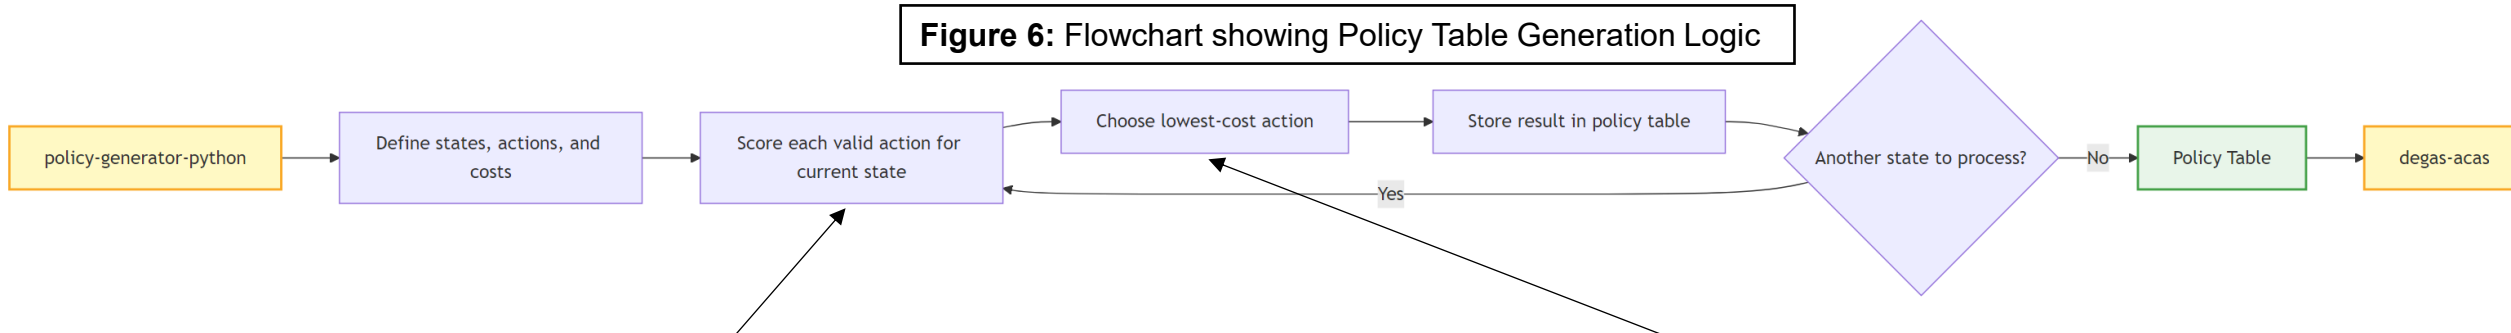 Figure 6: Flowchart showing Policy Table Generation Logic
policy-generator-python
Define states, actions, and
costs
Score each valid action for
current state
Choose lowest-cost action
Store result in policy table
Another state to process?
Yes
No
Policy Table
degas-acas